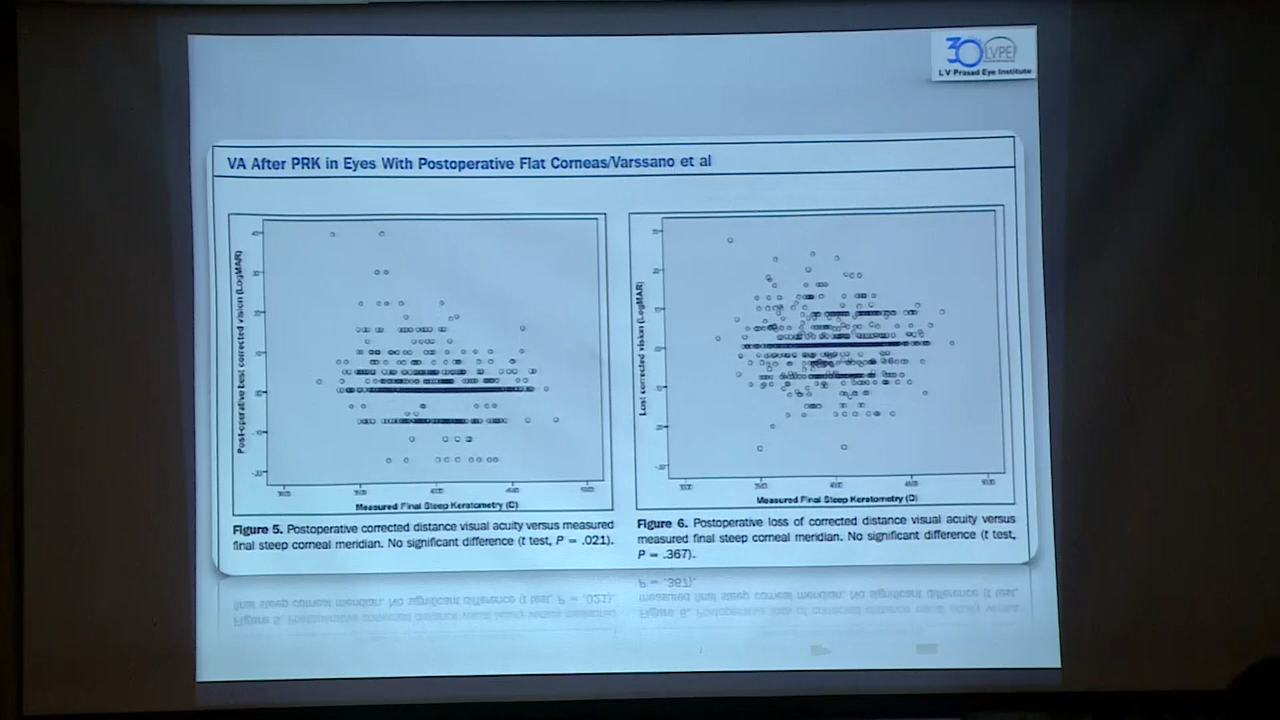 30 LVPEI
L V Prasad Eye Institute
VA After PRK in Eyes With Postoperative Flat Corneas/Varssano et al
Postoperative best corrected vision (LogMAR)
Measured Final Steep Keratometry (D)
Lost corrected vision (LogMAR)
Measured Final Steep Keratometry (D)
Figure 5. Postoperative corrected distance visual acuity versus measured
final steep corneal meridian. No significant difference (t test, P = .021).
Figure 6. Postoperative loss of corrected distance visual acuity versus
measured final steep corneal meridian. No significant difference (t test,
P = .367).